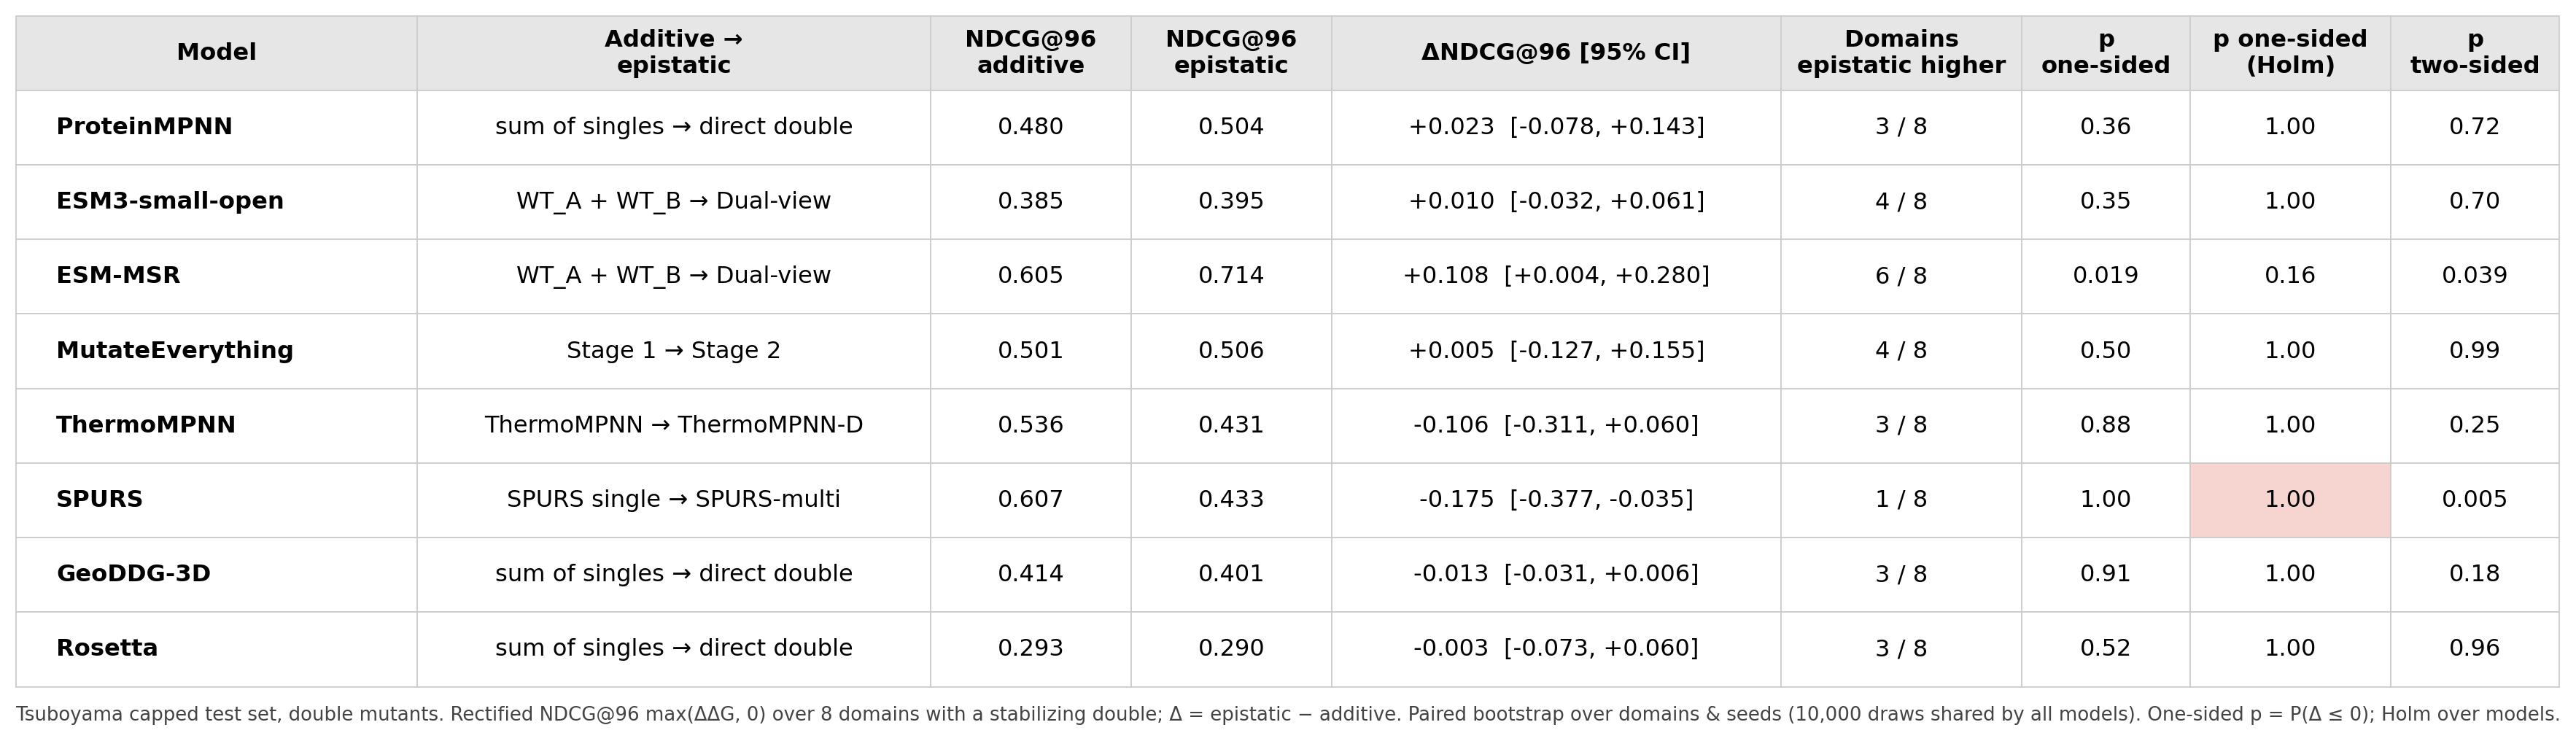 Model | Additive →
epistatic | NDCG@96
additive | NDCG@96
epistatic | ΔNDCG@96 [95% CI] | Domains
epistatic higher | p
one-sided | p one-sided
(Holm) | p
two-sided
ProteinMPNN | sum of singles → direct double | 0.480 | 0.504 | +0.023 [-0.078, +0.143] | 3 / 8 | 0.36 | 1.00 | 0.72
ESM3-small-open | WT_A + WT_B → Dual-view | 0.385 | 0.395 | +0.010 [-0.032, +0.061] | 4 / 8 | 0.35 | 1.00 | 0.70
ESM-MSR | WT_A + WT_B → Dual-view | 0.605 | 0.714 | +0.108 [+0.004, +0.280] | 6 / 8 | 0.019 | 0.16 | 0.039
MutateEverything | Stage 1 → Stage 2 | 0.501 | 0.506 | +0.005 [-0.127, +0.155] | 4 / 8 | 0.50 | 1.00 | 0.99
ThermoMPNN | ThermoMPNN → ThermoMPNN-D | 0.536 | 0.431 | -0.106 [-0.311, +0.060] | 3 / 8 | 0.88 | 1.00 | 0.25
SPURS | SPURS single → SPURS-multi | 0.607 | 0.433 | -0.175 [-0.377, -0.035] | 1 / 8 | 1.00 | 1.00 | 0.005
GeoDDG-3D | sum of singles → direct double | 0.414 | 0.401 | -0.013 [-0.031, +0.006] | 3 / 8 | 0.91 | 1.00 | 0.18
Rosetta | sum of singles → direct double | 0.293 | 0.290 | -0.003 [-0.073, +0.060] | 3 / 8 | 0.52 | 1.00 | 0.96
Tsuboyama capped test set, double mutants. Rectified NDCG@96 max(ΔΔG, 0) over 8 domains with a stabilizing double; Δ = epistatic − additive. Paired bootstrap over domains & seeds (10,000 draws shared by all models). One-sided p = P(Δ ≤ 0); Holm over models.